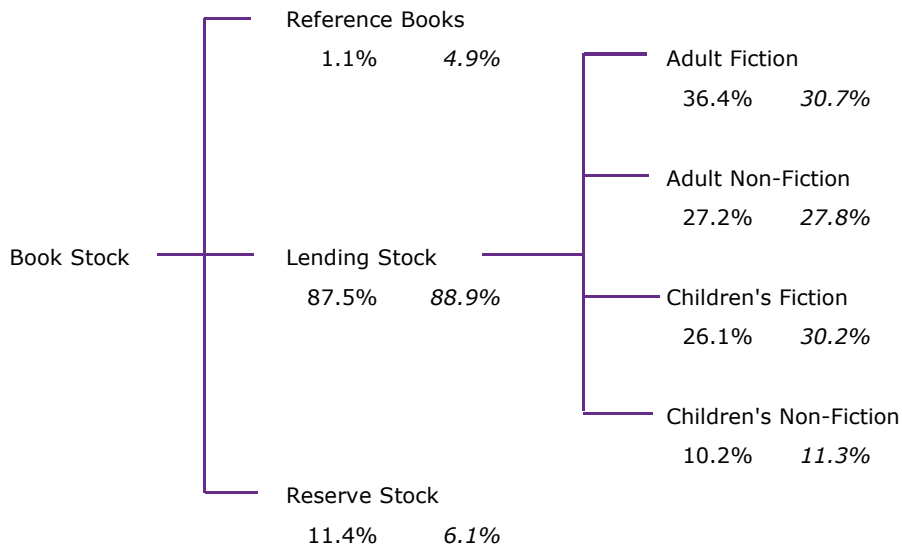 Reference Books
1.1% 4.9%
Adult Fiction
36.4% 30.7%
Adult Non-Fiction
27.2% 27.8%
Book Stock
Lending Stock
87.5% 88.9%
Children's Fiction
26.1% 30.2%
Children's Non-Fiction
10.2% 11.3%
Reserve Stock
11.4% 6.1%